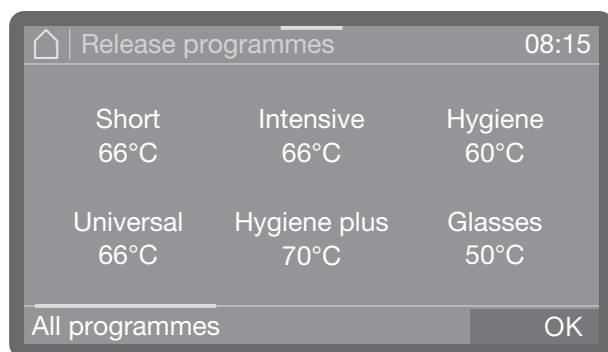 Release programmes 08:15
Short Intensive Hygiene
66°C 66°C 60°C
Universal Hygiene plus Glasses
66°C 70°C 50°C
All programmes OK